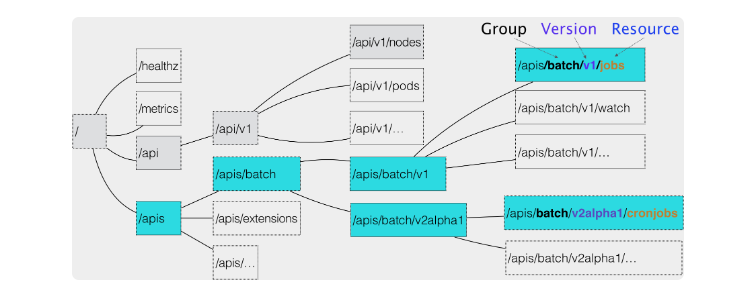 Group Version Resource
/api/v1/nodes
/healthz
/apis/batch/v1/jobs
/api/v1/pods
/metrics
/apis/batch/v1/watch
/
/api/v1
/api/v1/…
/api
/apis/batch/v1/…
/apis/batch
/apis/batch/v1
/apis
/apis/extensions
/apis/batch/v2alpha1
/apis/batch/v2alpha1/cronjobs
/apis/…
/apis/batch/v2alpha1/…